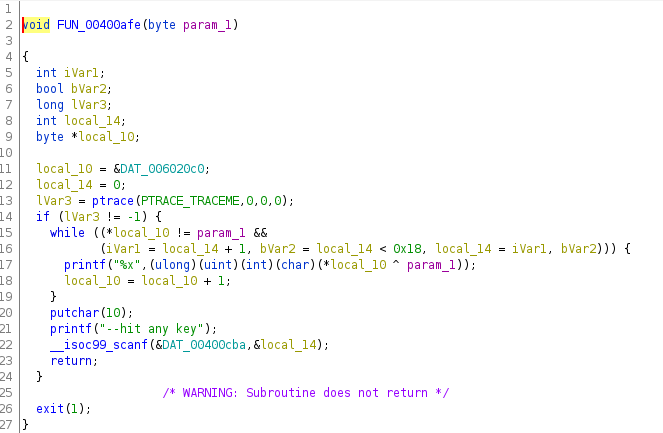 1
2 void FUN_00400afe(byte param_1)
3
4 {
5 int iVar1;
6 bool bVar2;
7 long lVar3;
8 int local_14;
9 byte *local_10;
10
11 local_10 = &DAT_006020c0;
12 local_14 = 0;
13 lVar3 = ptrace(PTRACE_TRACEME,0,0,0);
14 if (lVar3 != -1) {
15 while ((*local_10 != param_1 &&
16 (iVar1 = local_14 + 1, bVar2 = local_14 < 0x18, local_14 = iVar1, bVar2))) {
17 printf("%x",(ulong)(uint)(int)(char)(*local_10 ^ param_1));
18 local_10 = local_10 + 1;
19 }
20 putchar(10);
21 printf("--hit any key");
22 __isoc99_scanf(&DAT_00400cba,&local_14);
23 return;
24 }
25 /* WARNING: Subroutine does not return */
26 exit(1);
27 }